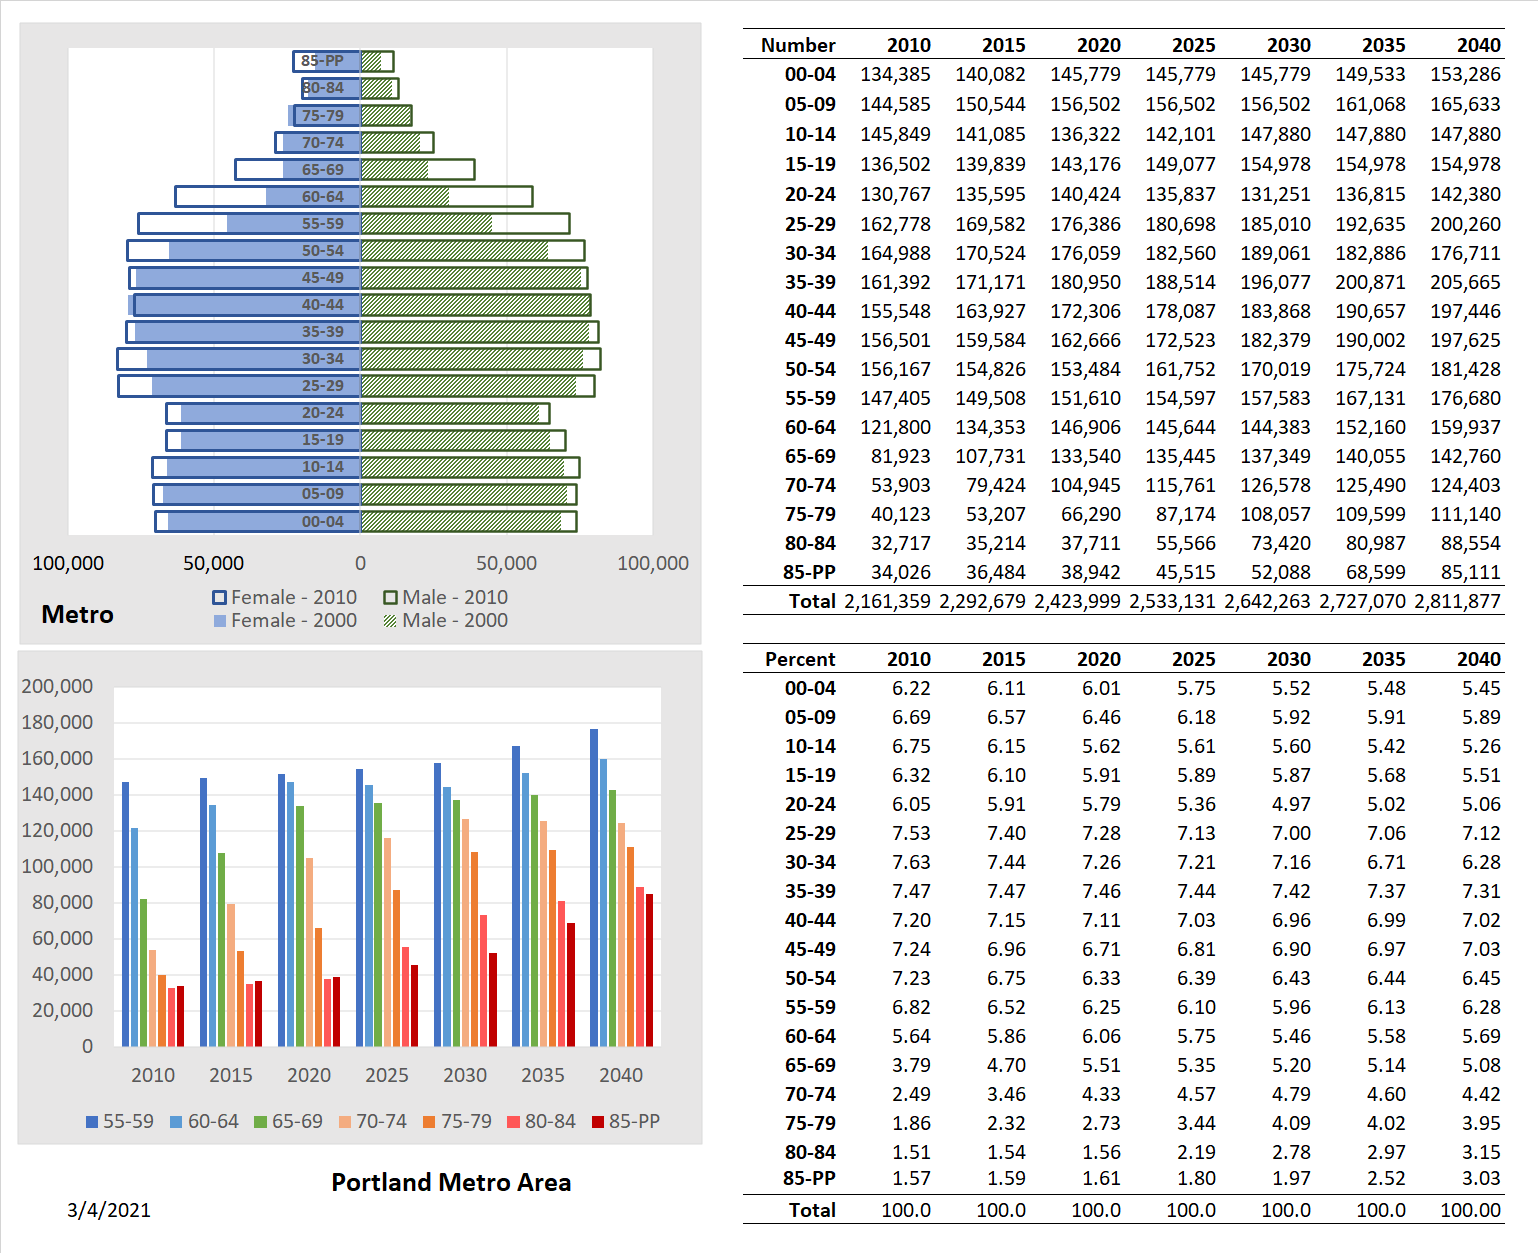 85-PP
80-84
75-79
70-74
65-69
60-64
55-59
50-54
45-49
40-44
35-39
30-34
25-29
20-24
15-19
10-14
05-09
00-04
100,000 50,000 0 50,000 100,000
Female - 2010 Male - 2010
Metro
Female - 2000 Male - 2000
200,000
180,000
160,000
140,000
120,000
100,000
80,000
60,000
40,000
20,000
0
2010 2015 2020 2025 2030 2035 2040
55-59 60-64 65-69 70-74 75-79 80-84 85-PP
Portland Metro Area
3/4/2021
Number 2010 2015 2020 2025 2030 2035 2040
00-04 134,385 140,082 145,779 145,779 145,779 149,533 153,286
05-09 144,585 150,544 156,502 156,502 156,502 161,068 165,633
10-14 145,849 141,085 136,322 142,101 147,880 147,880 147,880
15-19 136,502 139,839 143,176 149,077 154,978 154,978 154,978
20-24 130,767 135,595 140,424 135,837 131,251 136,815 142,380
25-29 162,778 169,582 176,386 180,698 185,010 192,635 200,260
30-34 164,988 170,524 176,059 182,560 189,061 182,886 176,711
35-39 161,392 171,171 180,950 188,514 196,077 200,871 205,665
40-44 155,548 163,927 172,306 178,087 183,868 190,657 197,446
45-49 156,501 159,584 162,666 172,523 182,379 190,002 197,625
50-54 156,167 154,826 153,484 161,752 170,019 175,724 181,428
55-59 147,405 149,508 151,610 154,597 157,583 167,131 176,680
60-64 121,800 134,353 146,906 145,644 144,383 152,160 159,937
65-69 81,923 107,731 133,540 135,445 137,349 140,055 142,760
70-74 53,903 79,424 104,945 115,761 126,578 125,490 124,403
75-79 40,123 53,207 66,290 87,174 108,057 109,599 111,140
80-84 32,717 35,214 37,711 55,566 73,420 80,987 88,554
85-PP 34,026 36,484 38,942 45,515 52,088 68,599 85,111
Total 2,161,359 2,292,679 2,423,999 2,533,131 2,642,263 2,727,070 2,811,877
Percent 2010 2015 2020 2025 2030 2035 2040
00-04 6.22 6.11 6.01 5.75 5.52 5.48 5.45
05-09 6.69 6.57 6.46 6.18 5.92 5.91 5.89
10-14 6.75 6.15 5.62 5.61 5.60 5.42 5.26
15-19 6.32 6.10 5.91 5.89 5.87 5.68 5.51
20-24 6.05 5.91 5.79 5.36 4.97 5.02 5.06
25-29 7.53 7.40 7.28 7.13 7.00 7.06 7.12
30-34 7.63 7.44 7.26 7.21 7.16 6.71 6.28
35-39 7.47 7.47 7.46 7.44 7.42 7.37 7.31
40-44 7.20 7.15 7.11 7.03 6.96 6.99 7.02
45-49 7.24 6.96 6.71 6.81 6.90 6.97 7.03
50-54 7.23 6.75 6.33 6.39 6.43 6.44 6.45
55-59 6.82 6.52 6.25 6.10 5.96 6.13 6.28
60-64 5.64 5.86 6.06 5.75 5.46 5.58 5.69
65-69 3.79 4.70 5.51 5.35 5.20 5.14 5.08
70-74 2.49 3.46 4.33 4.57 4.79 4.60 4.42
75-79 1.86 2.32 2.73 3.44 4.09 4.02 3.95
80-84 1.51 1.54 1.56 2.19 2.78 2.97 3.15
85-PP 1.57 1.59 1.61 1.80 1.97 2.52 3.03
Total 100.0 100.0 100.0 100.0 100.0 100.0 100.00